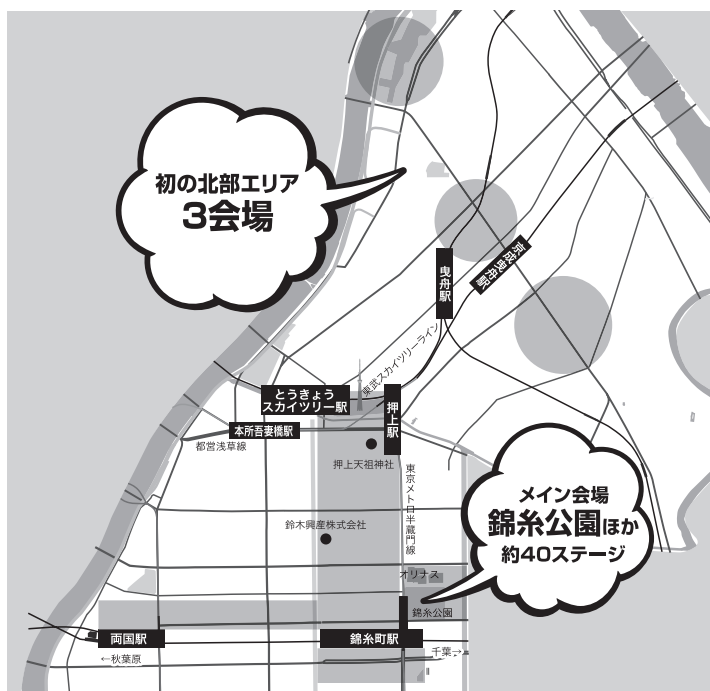 初の北部エリア
3会場
京成曳舟駅
曳舟駅
東武スカイツリーライン
とうきょう
スカイツリー駅
押上駅
本所吾妻橋駅
都営浅草線
押上天祖神社
東京メトロ半蔵門線
メイン会場
錦糸公園ほか
約40ステージ
鈴木興産株式会社
オリナス
錦糸公園
両国駅
錦糸町駅
←秋葉原
千葉→